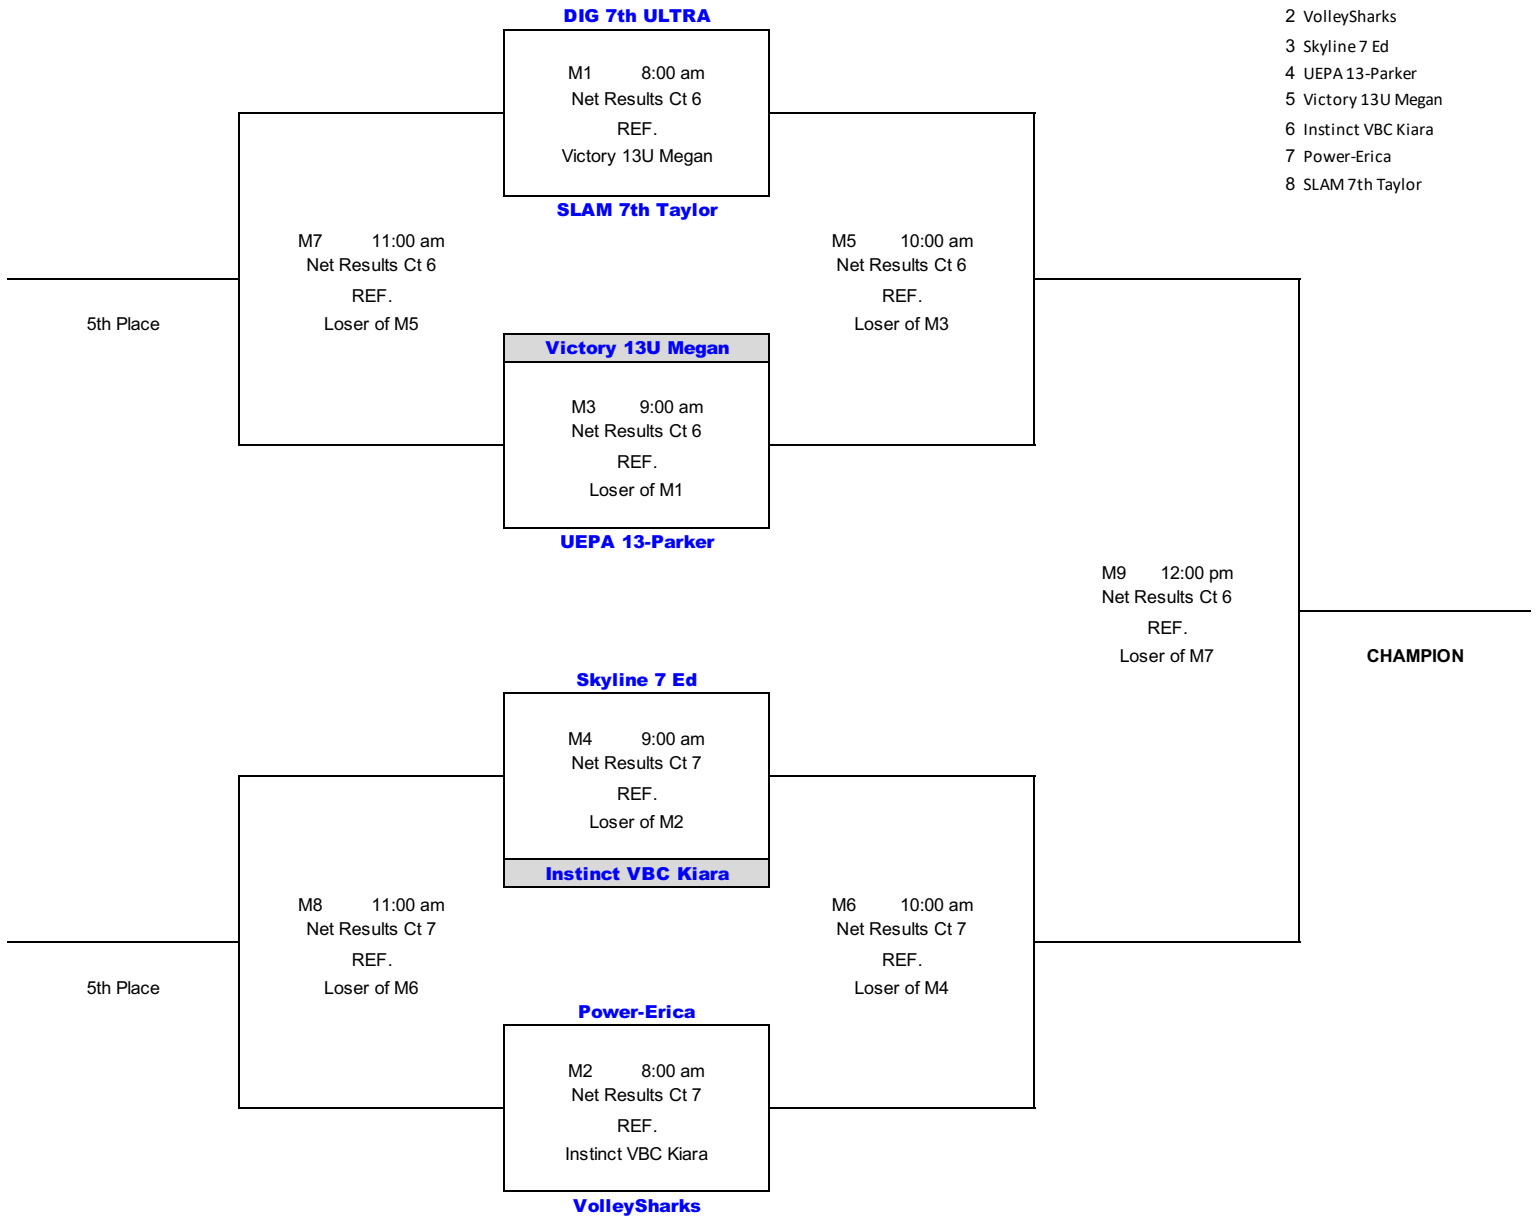 DIG 7th ULTRA
2 VolleySharks
3 Skyline 7 Ed
4 UEPA 13-Parker
5 Victory 13U Megan
6 Instinct VBC Kiara
7 Power-Erica
8 SLAM 7th Taylor
M1 8:00 am
Net Results Ct 6
REF.
Victory 13U Megan
SLAM 7th Taylor
M7 11:00 am
Net Results Ct 6
REF.
Loser of M5
5th Place
M5 10:00 am
Net Results Ct 6
REF.
Loser of M3
Victory 13U Megan
M3 9:00 am
Net Results Ct 6
REF.
Loser of M1
UEPA 13-Parker
M9 12:00 pm
Net Results Ct 6
REF.
Loser of M7
CHAMPION
Skyline 7 Ed
M4 9:00 am
Net Results Ct 7
REF.
Loser of M2
Instinct VBC Kiara
M8 11:00 am
Net Results Ct 7
REF.
Loser of M6
5th Place
M6 10:00 am
Net Results Ct 7
REF.
Loser of M4
Power-Erica
M2 8:00 am
Net Results Ct 7
REF.
Instinct VBC Kiara
VolleySharks